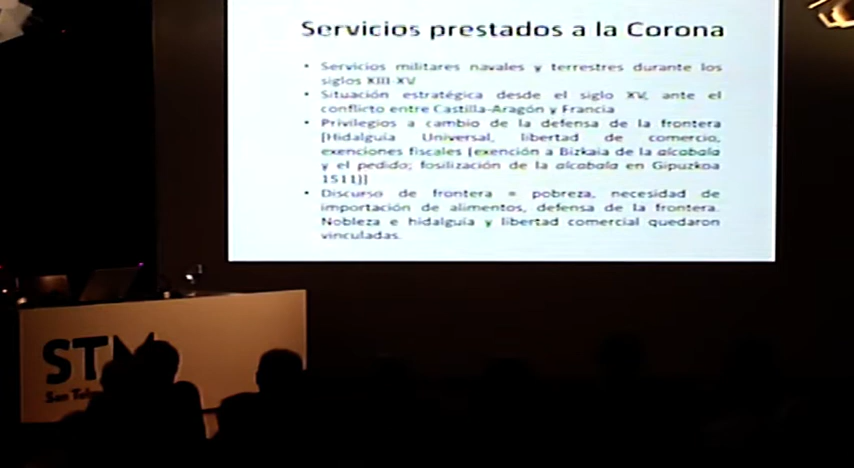 Servicios prestados a la Corona
• Servicios militares navales y terrestres durante los
siglos XIII-XV
• Situación estratégica desde el siglo XV, ante el
conflicto entre Castilla-Aragón y Francia
• Privilegios a cambio de la defensa de la frontera
[Hidalguía Universal, libertad de comercio,
exenciones fiscales [exención a Bizkaia de la alcabala
y el pedido; fosilización de la alcabala en Gipuzkoa
1511]]
• Discurso de frontera = pobreza, necesidad de
importación de alimentos, defensa de la frontera.
Nobleza e hidalguía y libertad comercial quedaron
vinculadas.
ST
San